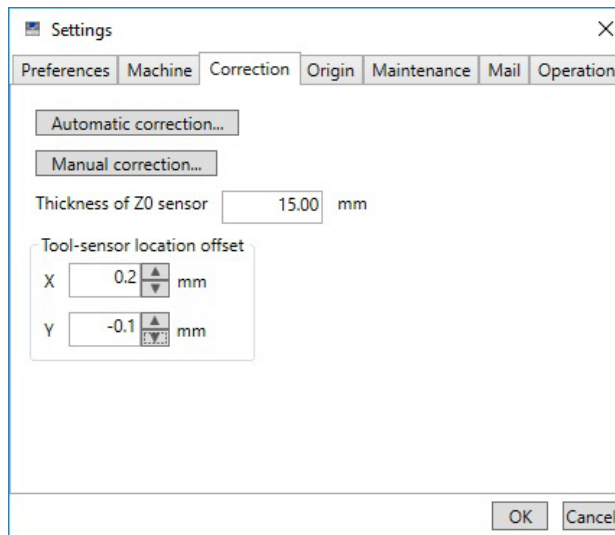 Settings
Preferences Machine Correction Origin Maintenance Mail Operation
Automatic correction...
Manual correction...
Thickness of Z0 sensor 15.00 mm
Tool-sensor location offset
X 0.2 mm
Y -0.1 mm
OK Cancel